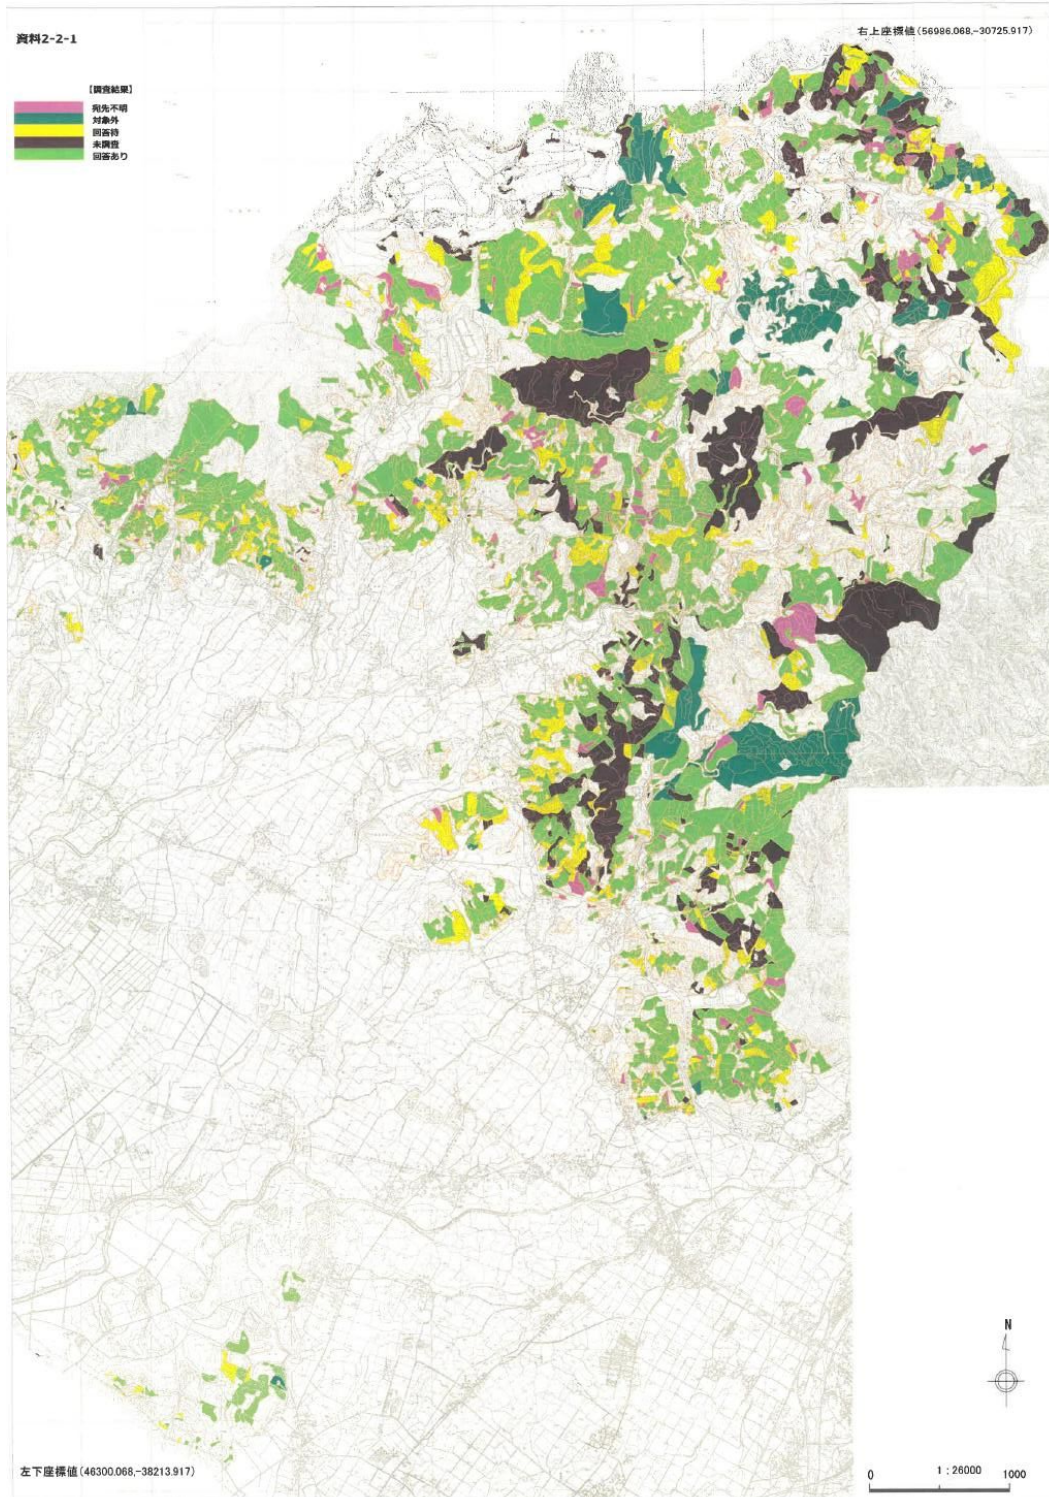 資料2-2-1
右上座標値(56986.068,-30725.917)
【調査結果】
宛先不明
対象外
回答待
未調査
回答あり
N
左下座標値(46300.068,-38213.917)
1:26000
0 1000